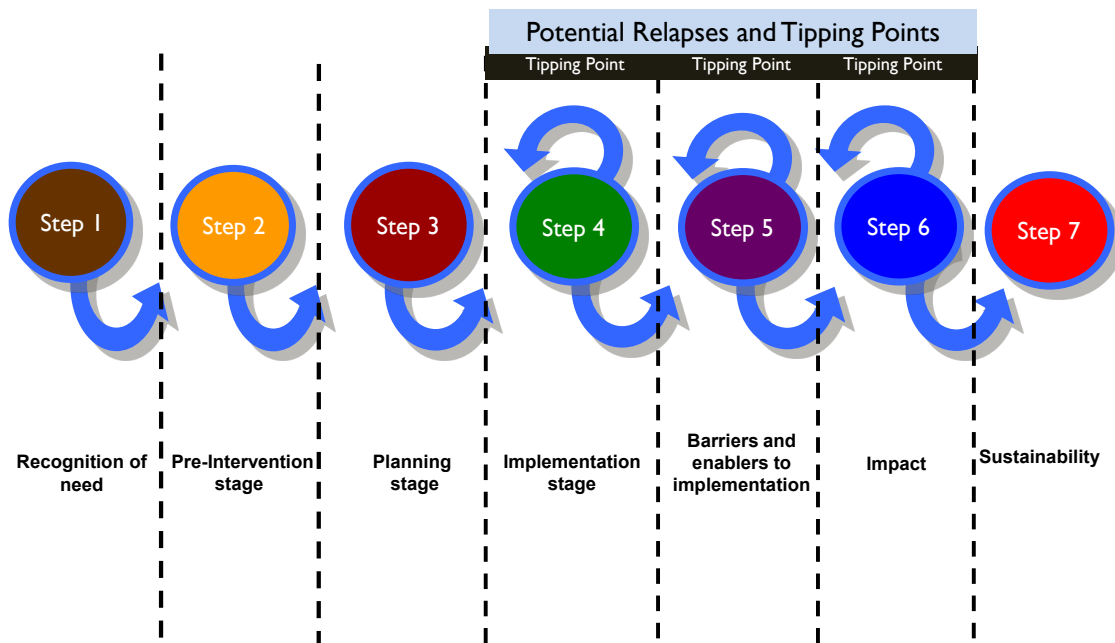 Potential Relapses and Tipping Points
Tipping Point
Tipping Point
Tipping Point
Step 1
Step 2
Step 3
Step 4
Step 5
Step 6
Step 7
Recognition of
need
Pre-Intervention
stage
Planning
stage
Implementation
stage
Barriers and
enablers to
implementation
Impact
Sustainability